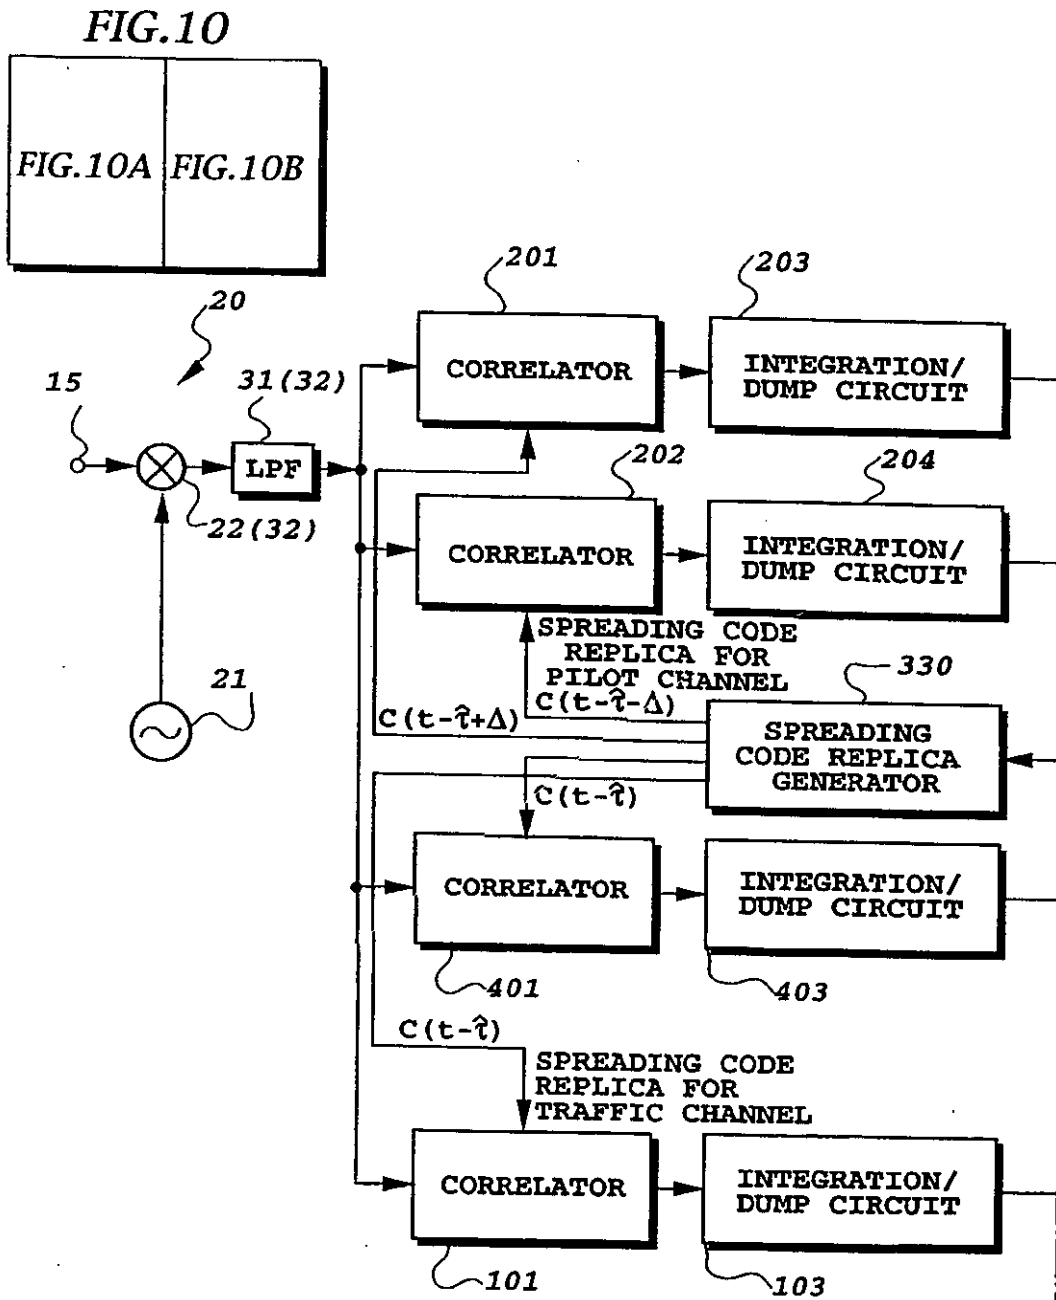 FIG.10
FIG.10A
FIG.10B
20
201
203
15
31(32)
CORRELATOR
INTEGRATION/
DUMP CIRCUIT
LPF
22(32)
202
204
CORRELATOR
INTEGRATION/
DUMP CIRCUIT
SPREADING CODE
REPLICA FOR
PILOT CHANNEL
330
21
C(t-τ̂-Δ)
C(t-τ̂+Δ)
SPREADING
CODE REPLICA
GENERATOR
C(t-τ̂)
CORRELATOR
INTEGRATION/
DUMP CIRCUIT
401
403
C(t-τ̂)
SPREADING CODE
REPLICA FOR
TRAFFIC CHANNEL
CORRELATOR
INTEGRATION/
DUMP CIRCUIT
101
103